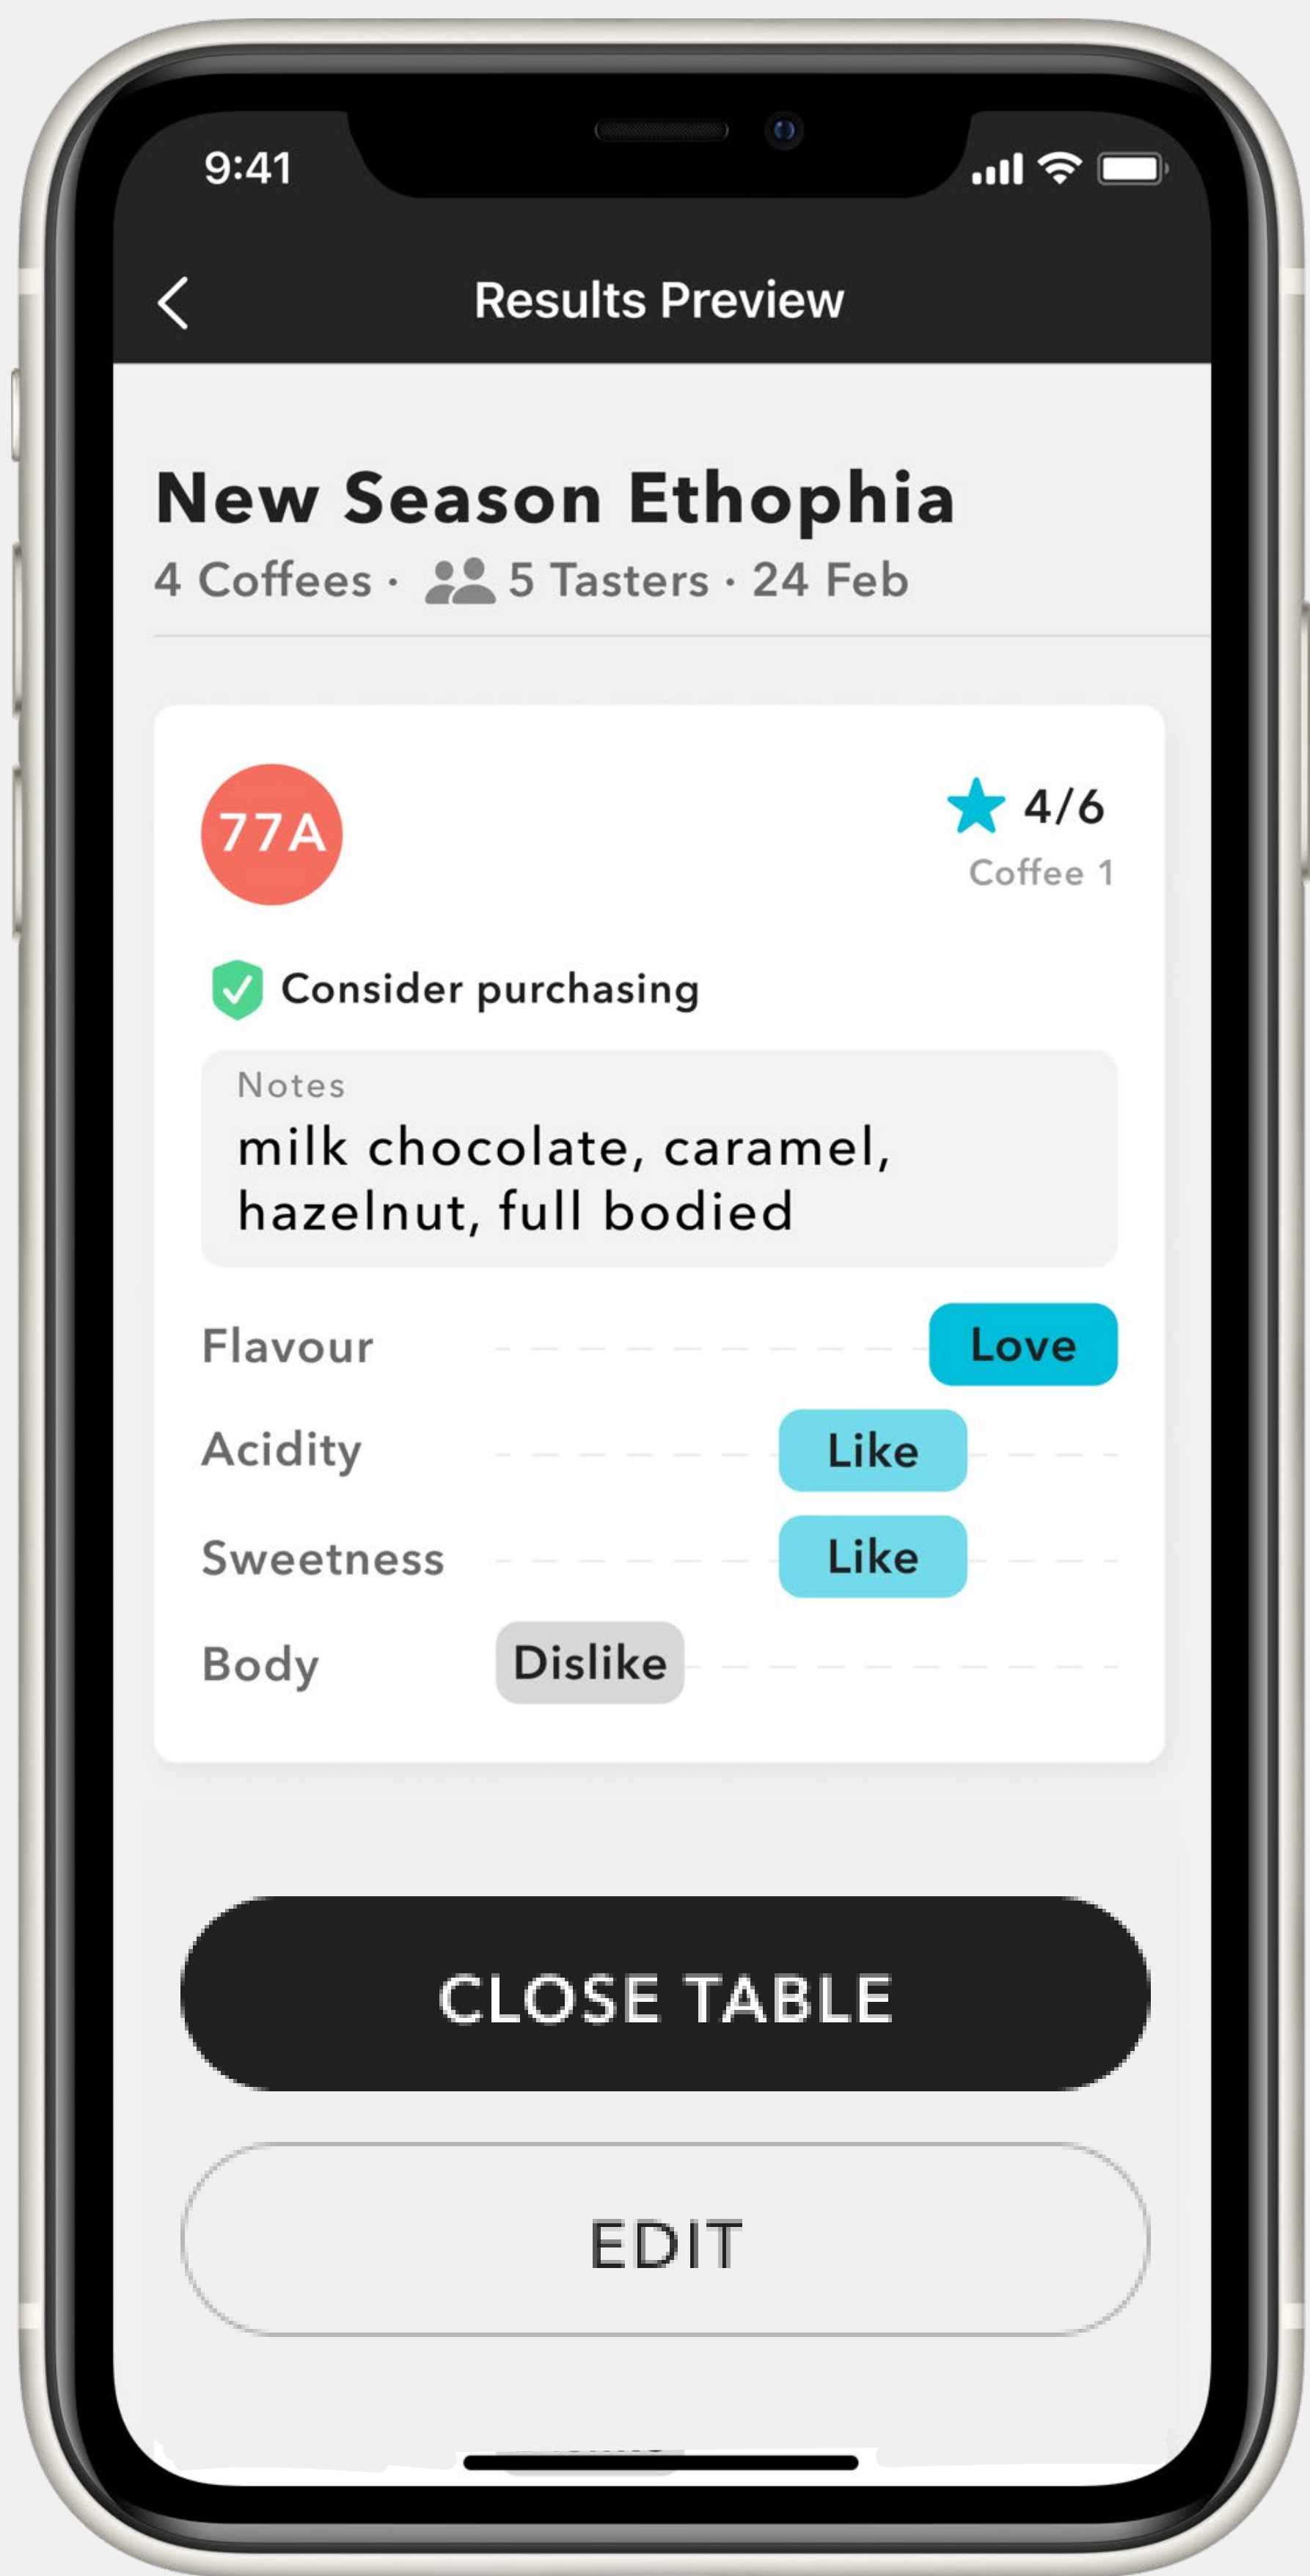 9:41
Results Preview
New Season Ethophia
4 Coffees · 5 Tasters · 24 Feb
77A
4/6
Coffee 1
Consider purchasing
Notes
milk chocolate, caramel,
hazelnut, full bodied
Flavour Love
Acidity Like
Sweetness Like
Body Dislike
CLOSE TABLE
EDIT